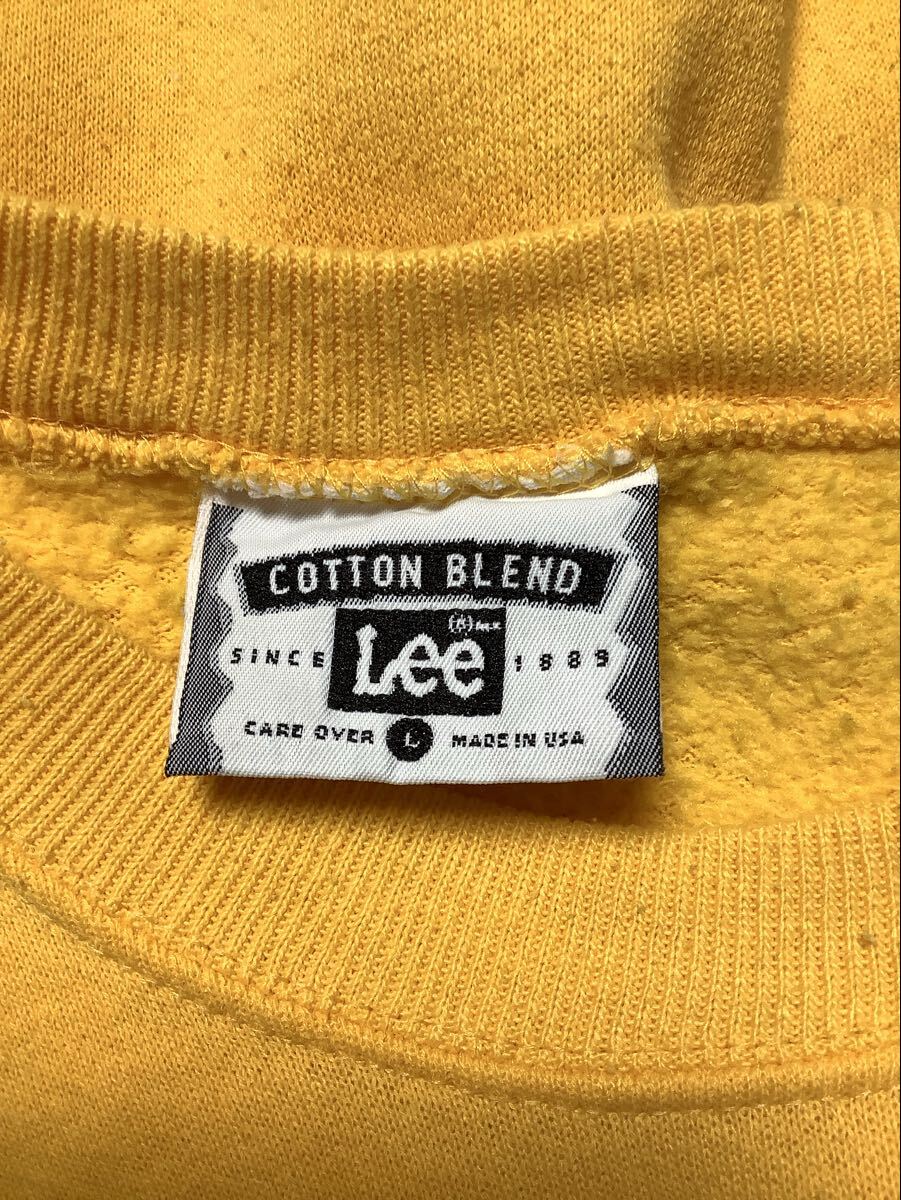 COTTON BLEND
Lee
SINCE 1889
CARE OVER L MADE IN USA